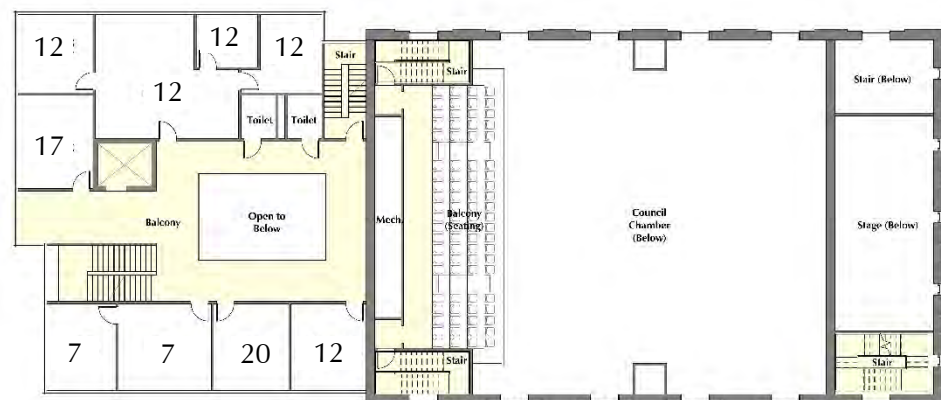 12
12
12
12
12
17
Stair
Stair
Stair (Below)
Toilet
Toilet
Balcony
Open to
Below
Mech.
Balcony
(Seating)
Council
Chamber
(Below)
Stage (Below)
7
7
20
12
Stair
Stair